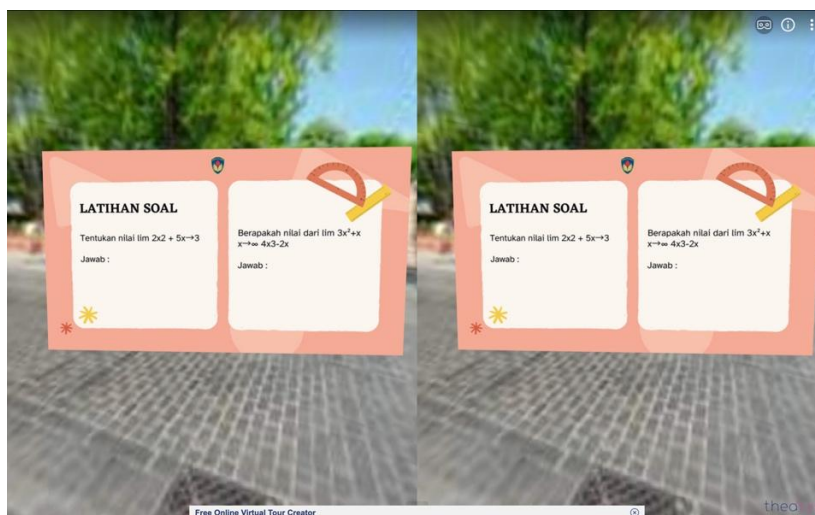 LATIHAN SOAL
Tentukan nilai lim 2x2 + 5x→3
Jawab :
Berapakah nilai dari lim 3x²+x
x→∞ 4x3-2x
Jawab :
LATIHAN SOAL
Tentukan nilai lim 2x2 + 5x→3
Jawab :
Berapakah nilai dari lim 3x²+x
x→∞ 4x3-2x
Jawab :
Free Online Virtual Tour Creator